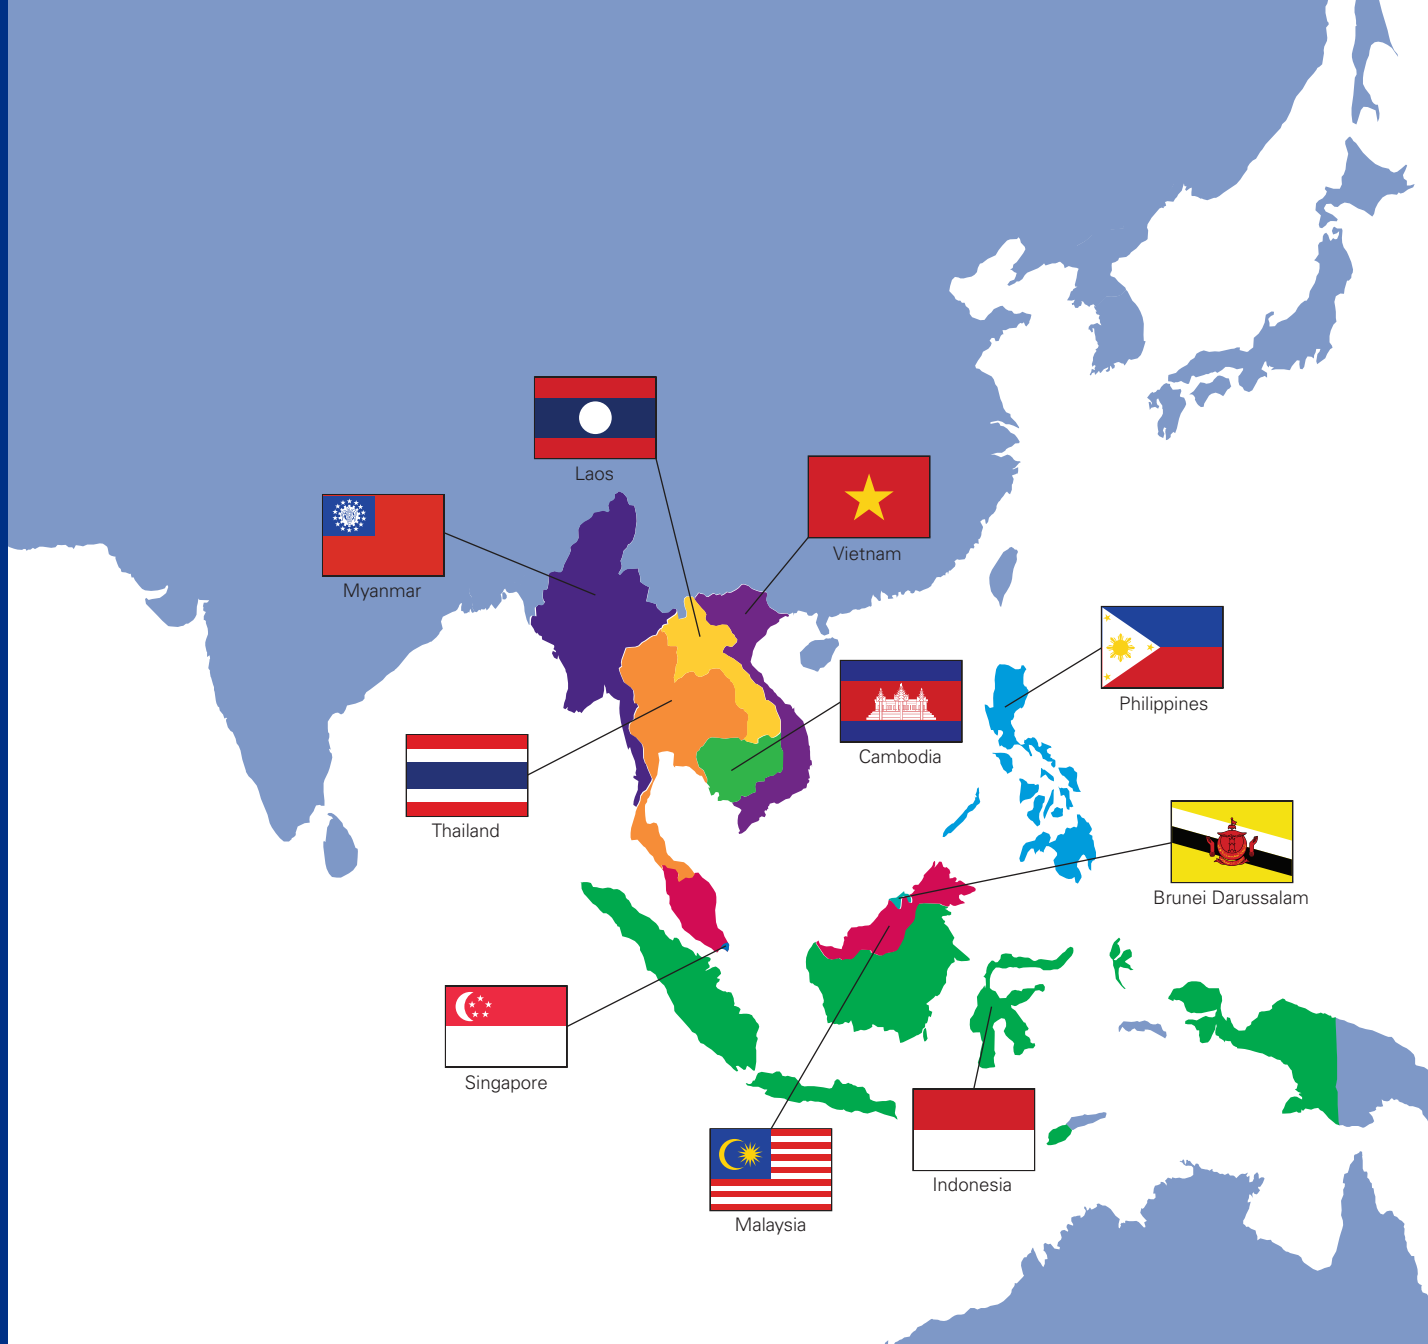 Laos
Vietnam
Myanmar
Philippines
Cambodia
Thailand
Brunei Darussalam
Singapore
Indonesia
Malaysia